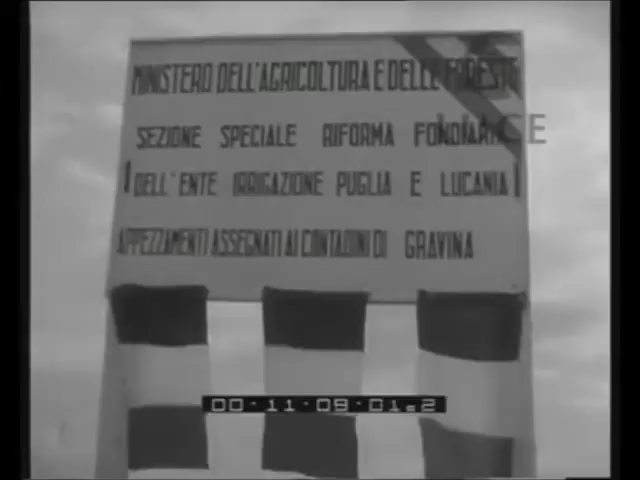 MINISTERO DELL'AGRICOLTURA E DELLE FORESTE
SEZIONE SPECIALE RIFORMA FONDIARIA
DELL'ENTE IRRIGAZIONE PUGLIA E LUCANIA
APPEZZAMENTI ASSEGNATI AI CONTADINI DI GRAVINA
LUCE
00·11·09·01.2